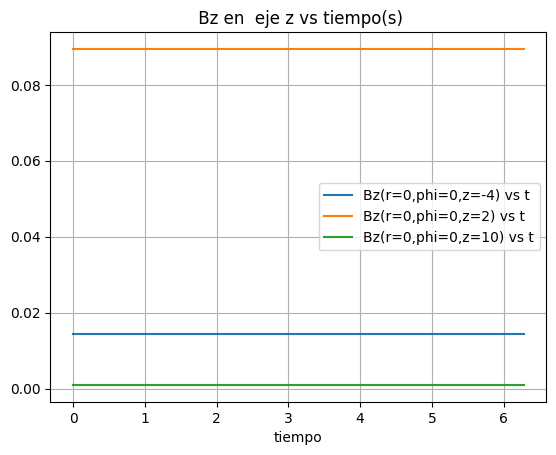 Bz en  eje z vs tiempo(s)
0.08
0.06
0.04
0.02
0.00
Bz(r=0,phi=0,z=-4) vs t
Bz(r=0,phi=0,z=2) vs t
Bz(r=0,phi=0,z=10) vs t
0 1 2 3 4 5 6
tiempo